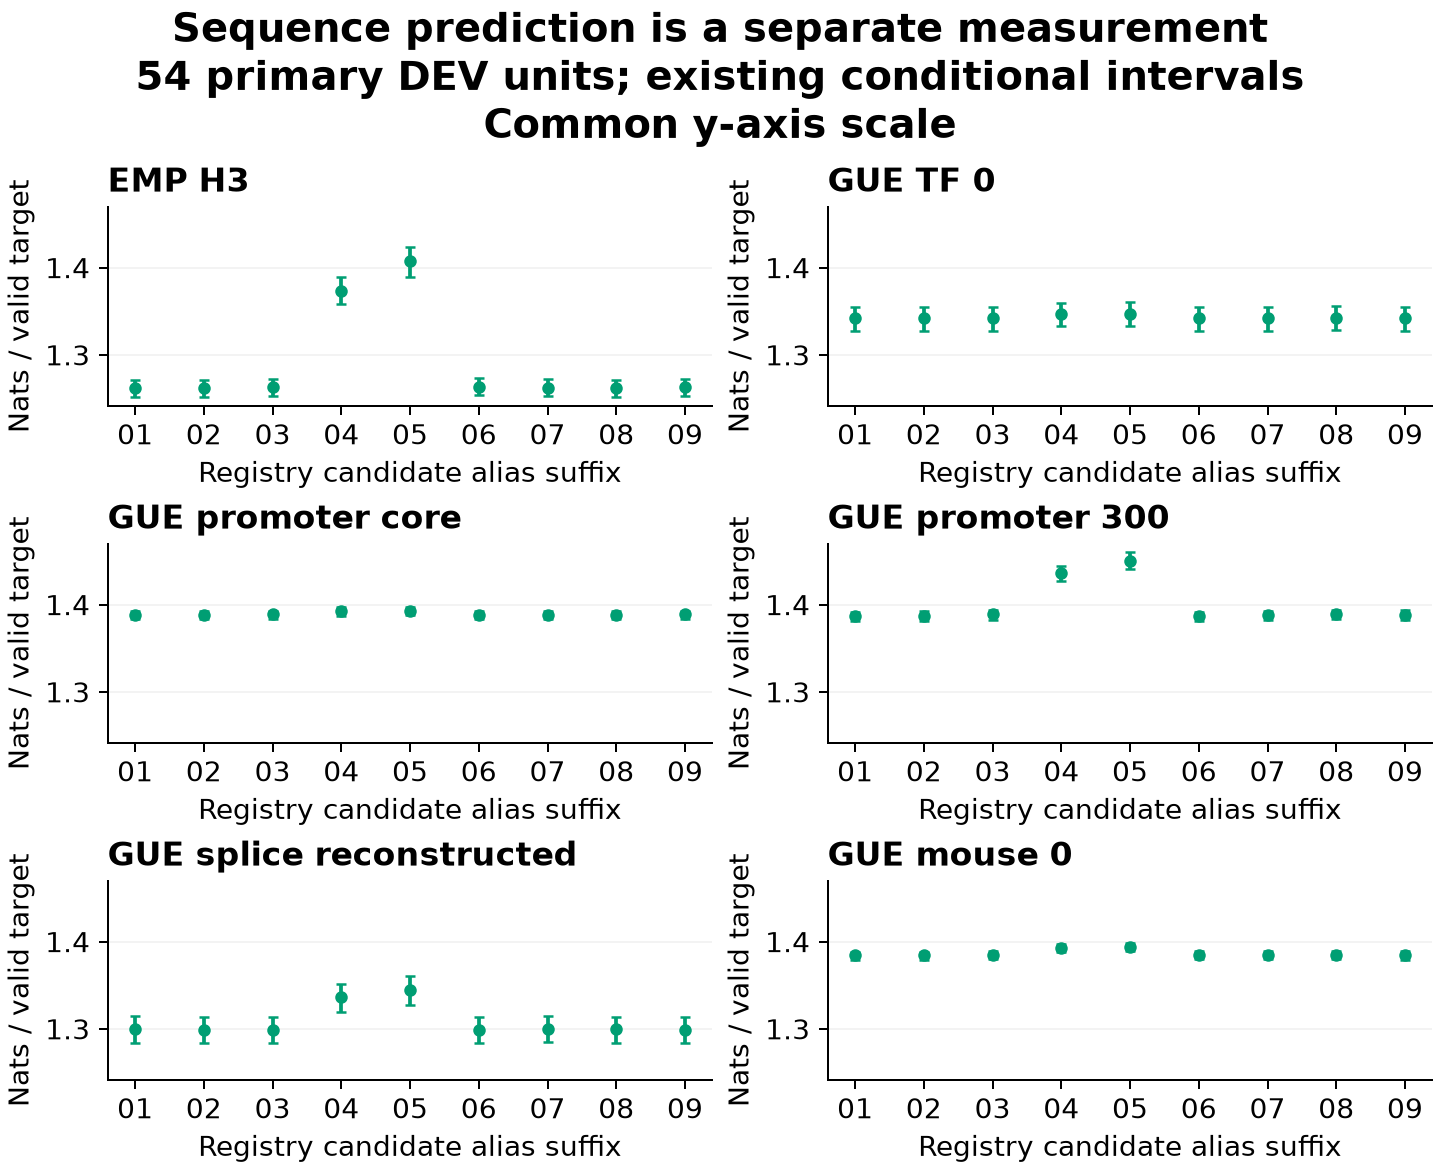 Sequence prediction is a separate measurement
54 primary DEV units; existing conditional intervals
Common y-axis scale
EMP H3
Nats / valid target
1.4
1.3
01 02 03 04 05 06 07 08 09
Registry candidate alias suffix
GUE TF 0
Nats / valid target
1.4
1.3
01 02 03 04 05 06 07 08 09
Registry candidate alias suffix
GUE promoter core
Nats / valid target
1.4
1.3
01 02 03 04 05 06 07 08 09
Registry candidate alias suffix
GUE promoter 300
Nats / valid target
1.4
1.3
01 02 03 04 05 06 07 08 09
Registry candidate alias suffix
GUE splice reconstructed
Nats / valid target
1.4
1.3
01 02 03 04 05 06 07 08 09
Registry candidate alias suffix
GUE mouse 0
Nats / valid target
1.4
1.3
01 02 03 04 05 06 07 08 09
Registry candidate alias suffix